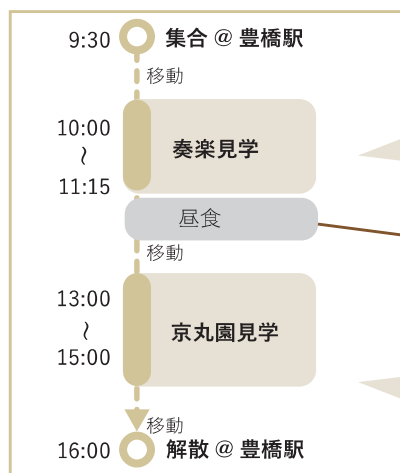 9:30 集合 @ 豊橋駅
移動
10:00
〜
11:15
奏楽見学
昼食
移動
13:00
〜
15:00
京丸園見学
移動
16:00 解散 @ 豊橋駅